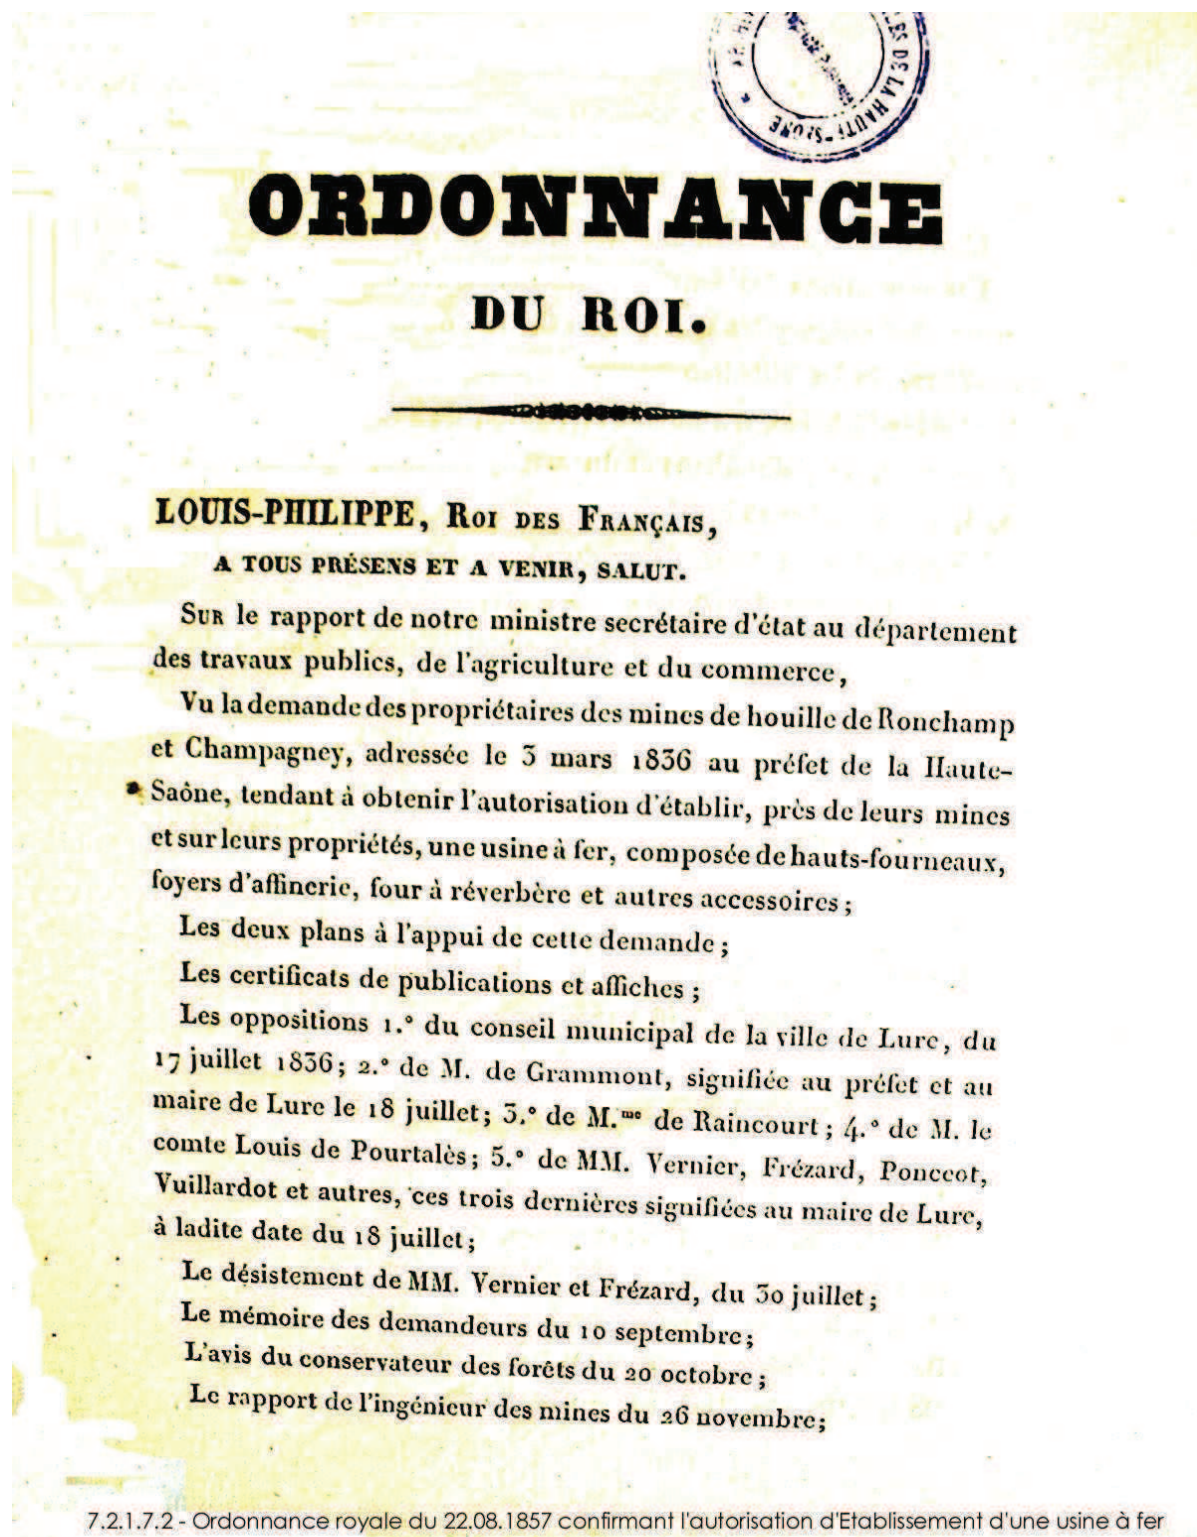 LES DE LA HAUTE-SAONE
ORDONNANCE
DU ROI.
LOUIS-PHILIPPE, ROI DES FRANÇAIS,
A TOUS PRÉSENS ET A VENIR, SALUT.
SUR le rapport de notre ministre secrétaire d'état au département
des travaux publics, de l'agriculture et du commerce,
Vu la demande des propriétaires des mines de houille de Ronchamp
et Champagney, adressée le 3 mars 1836 au préfet de la Haute-
Saône, tendant à obtenir l'autorisation d'établir, près de leurs mines
et sur leurs propriétés, une usine à fer, composée de hauts-fourneaux,
foyers d'affinerie, four à réverbère et autres accessoires;
Les deux plans à l'appui de cette demande;
Les certificats de publications et affiches;
Les oppositions 1.° du conseil municipal de la ville de Lure, du
17 juillet 1836; 2.° de M. de Grammont, signifiée au préfet et au
maire de Lure le 18 juillet; 3.° de M.me de Raincourt; 4.° de M. le
comte Louis de Pourtalès; 5.° de MM. Vernier, Frézard, Ponceot,
Vuillardot et autres, ces trois dernières signifiées au maire de Lure,
à ladite date du 18 juillet;
Le désistement de MM. Vernier et Frézard, du 30 juillet;
Le mémoire des demandeurs du 10 septembre;
L'avis du conservateur des forêts du 20 octobre;
Le rapport de l'ingénieur des mines du 26 novembre;
7.2.1.7.2 - Ordonnance royale du 22.08.1857 confirmant l'autorisation d'Etablissement d'une usine à fer